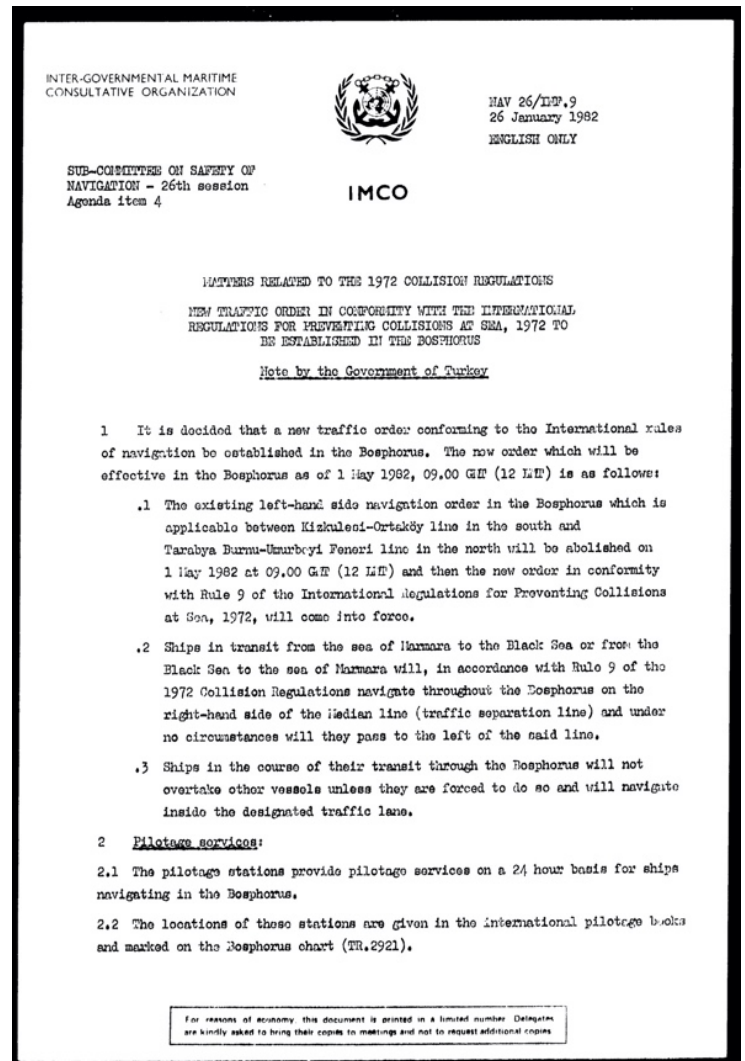 INTER-GOVERNMENTAL MARITIME
CONSULTATIVE ORGANIZATION
NAV 26/INF.9
26 January 1982
ENGLISH ONLY
SUB-COMMITTEE ON SAFETY OF
NAVIGATION - 26th session
Agenda item 4
IMCO
MATTERS RELATED TO THE 1972 COLLISION REGULATIONS
NEW TRAFFIC ORDER IN CONFORMITY WITH THE INTERNATIONAL
REGULATIONS FOR PREVENTING COLLISIONS AT SEA, 1972 TO
BE ESTABLISHED IN THE BOSPHORUS
Note by the Government of Turkey
1 It is decided that a new traffic order conforming to the International rules
of navigation be established in the Bosphorus. The new order which will be
effective in the Bosphorus as of 1 May 1982, 09.00 GMT (12 LMT) is as follows:
.1 The existing left-hand side navigation order in the Bosphorus which is
applicable between Kizkulesi-Ortaköy line in the south and
Tarabya Burnu-Umurbeyi Feneri line in the north will be abolished on
1 May 1982 at 09.00 GMT (12 LMT) and then the new order in conformity
with Rule 9 of the International Regulations for Preventing Collisions
at Sea, 1972, will come into force.
.2 Ships in transit from the sea of Marmara to the Black Sea or from the
Black Sea to the sea of Marmara will, in accordance with Rule 9 of the
1972 Collision Regulations navigate throughout the Bosphorus on the
right-hand side of the Median line (traffic separation line) and under
no circumstances will they pass to the left of the said line.
.3 Ships in the course of their transit through the Bosphorus will not
overtake other vessels unless they are forced to do so and will navigate
inside the designated traffic lane.
2 Pilotage services:
2.1 The pilotage stations provide pilotage services on a 24 hour basis for ships
navigating in the Bosphorus.
2.2 The locations of these stations are given in the international pilotage books
and marked on the Bosphorus chart (TR.2921).
For reasons of economy, this document is printed in a limited number. Delegates
are kindly asked to bring their copies to meetings and not to request additional copies